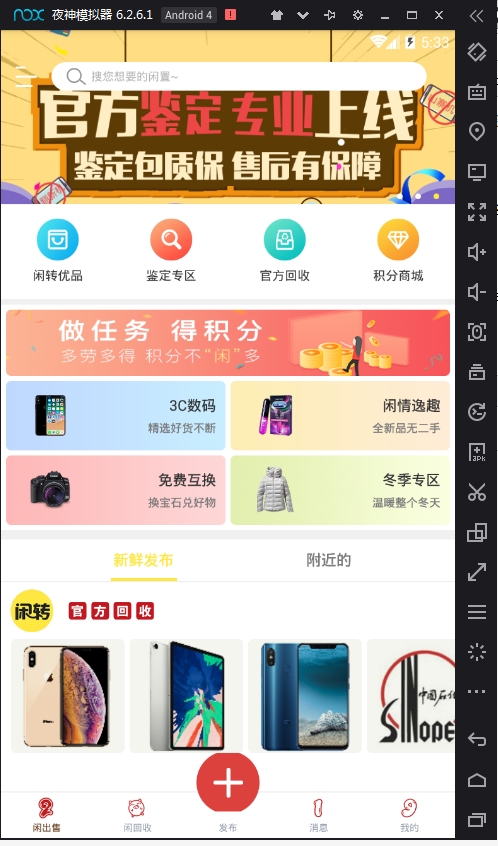 nox 夜神模拟器 6.2.6.1 Android 4
5:33
搜您想要的闲置~
官方鉴定专业上线
鉴定包质保 售后有保障
闲转优品 鉴定专区 官方回收 积分商城
做任务 得积分
多劳多得 积分不“闲”多
3C数码
精选好货不断
闲情逸趣
全新品无二手
免费互换
换宝石兑好物
冬季专区
温暖整个冬天
新鲜发布 附近的
闲转 官方回收
iPhone
中国石化
SINOPE
闲出售 闲回收 发布 消息 我的
3Pk